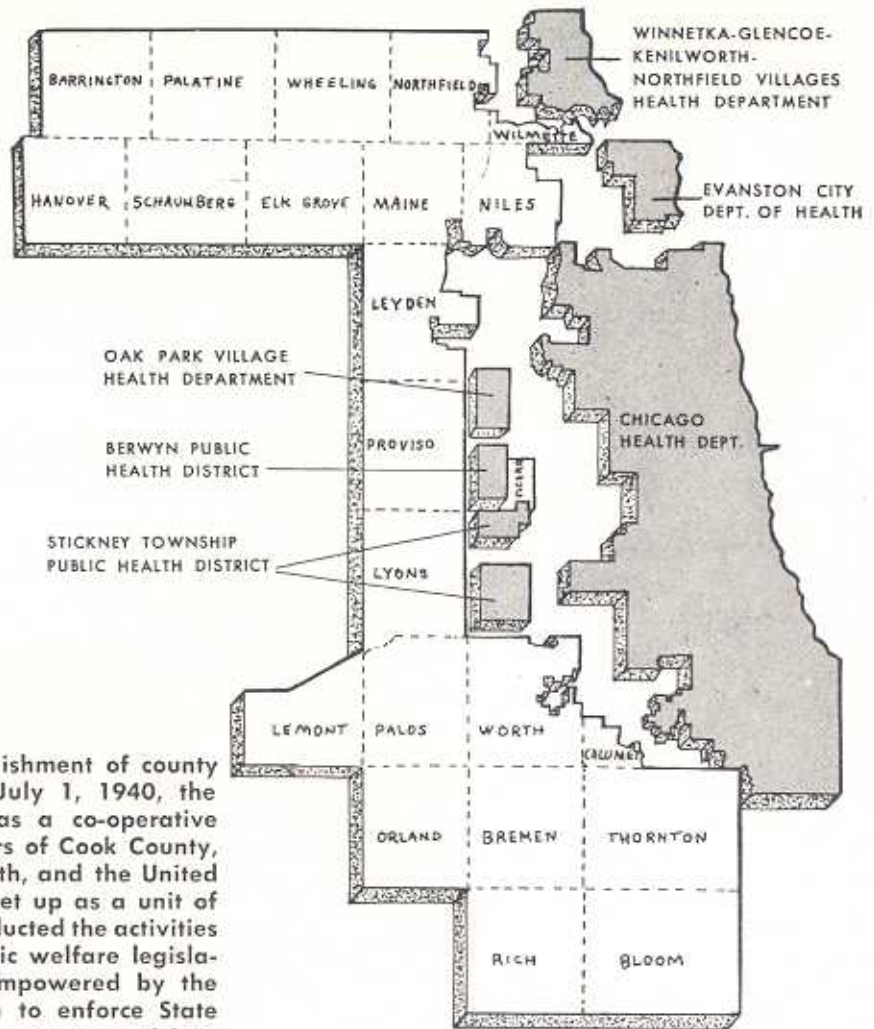 WINNETKA-GLENCOE-
KENILWORTH-
NORTHFIELD VILLAGES
HEALTH DEPARTMENT
BARRINGTON
PALATINE
WHEELING
NORTHFIELD
WILMETTE
EVANSTON CITY
DEPT. OF HEALTH
HANOVER
SCHAUMBERG
ELK GROVE
MAINE
NILES
LEYDEN
OAK PARK VILLAGE
HEALTH DEPARTMENT
CHICAGO
HEALTH DEPT.
PROVISO
BERWYN PUBLIC
HEALTH DISTRICT
CICERO
STICKNEY TOWNSHIP
PUBLIC HEALTH DISTRICT
LYONS
LEMONT
PALOS
WORTH
CALUMET
ORLAND
BREMEN
THORNTON
RICH
BLOOM
ishment of county
July 1, 1940, the
as a co-operative
rs of Cook County,
th, and the United
et up as a unit of
ducted the activities
ic welfare legisla-
mpowered by the
to enforce State